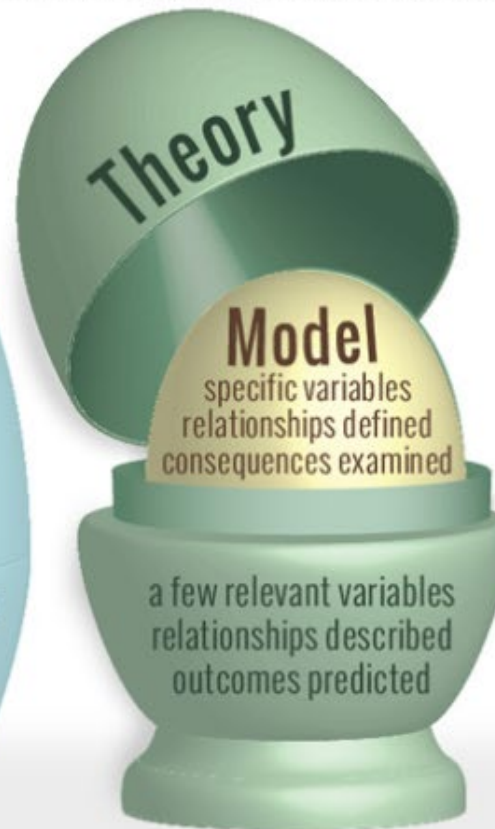 Theory
Model
specific variables
relationships defined
consequences examined
a few relevant variables
relationships described
outcomes predicted